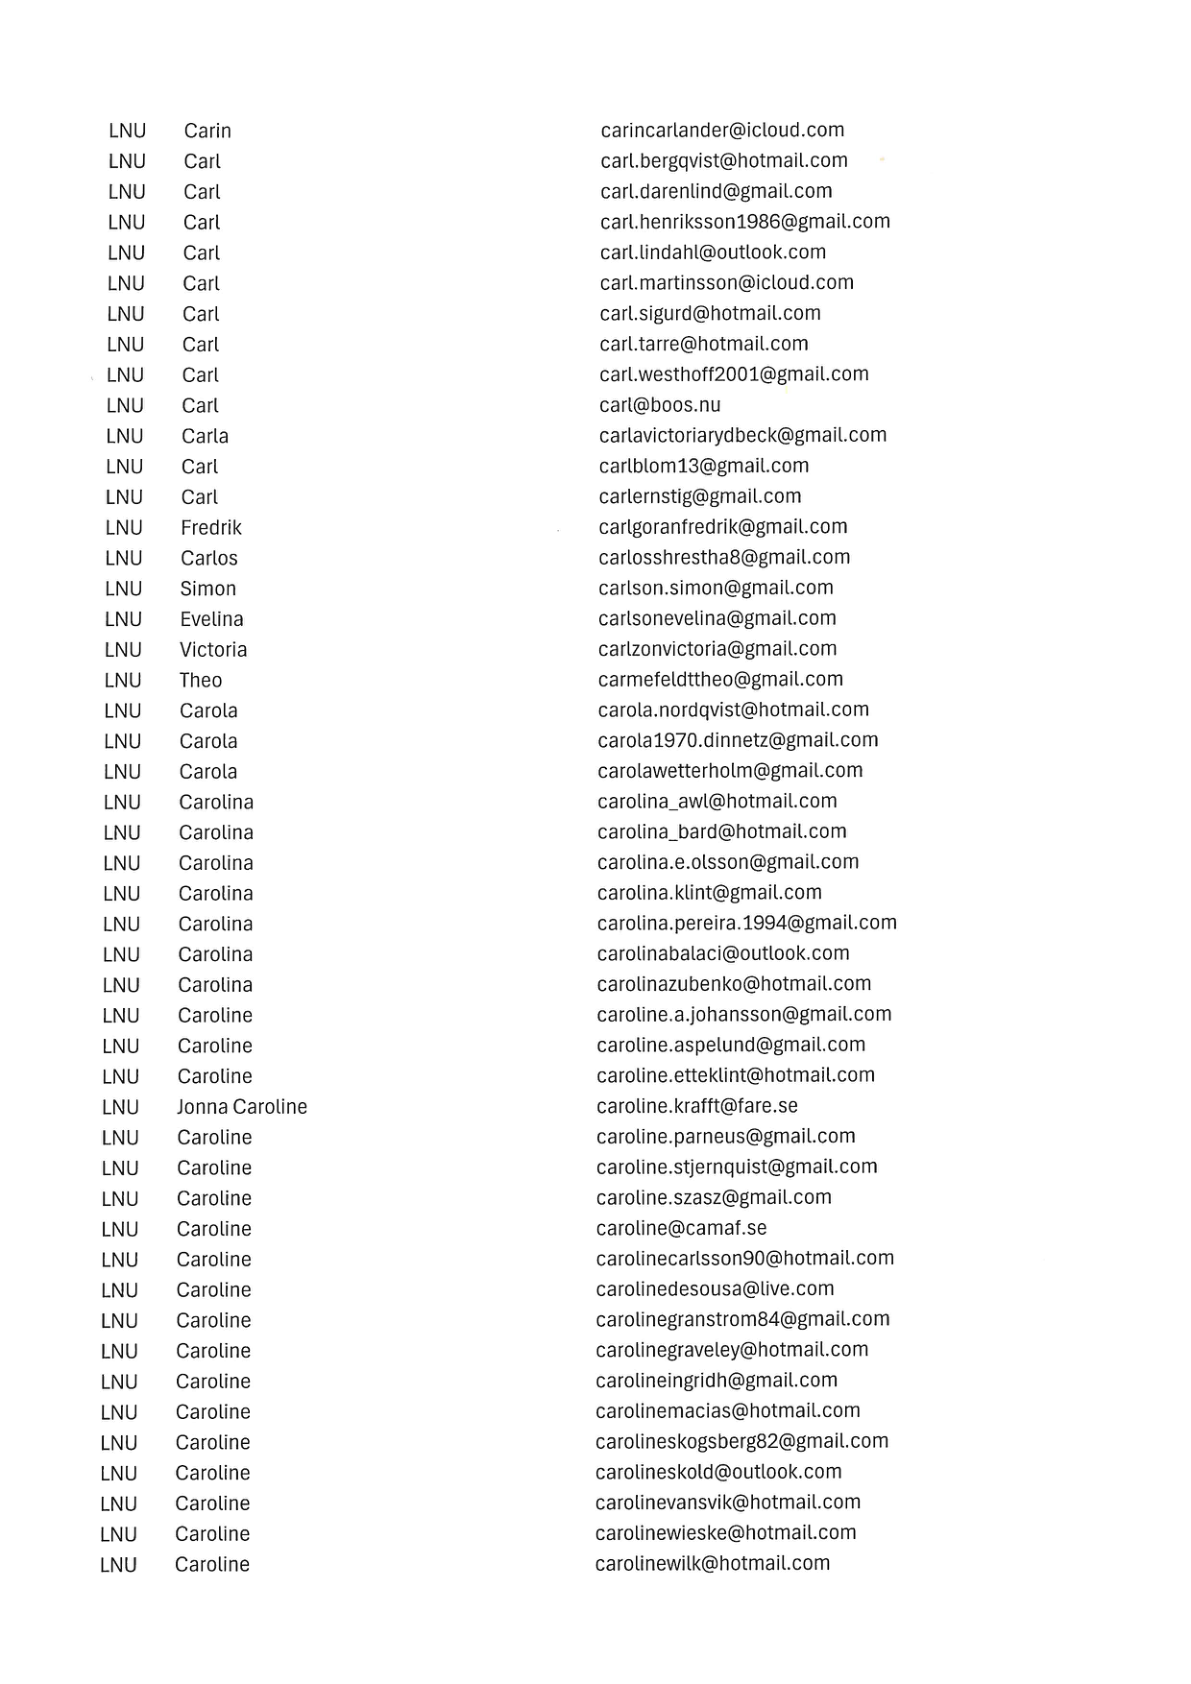 LNU Carin carincarlander@icloud.com
LNU Carl carl.bergqvist@hotmail.com
LNU Carl carl.darenlind@gmail.com
LNU Carl carl.henriksson1986@gmail.com
LNU Carl carl.lindahl@outlook.com
LNU Carl carl.martinsson@icloud.com
LNU Carl carl.sigurd@hotmail.com
LNU Carl carl.tarre@hotmail.com
LNU Carl carl.westhoff2001@gmail.com
LNU Carl carl@boos.nu
LNU Carla carlavictoriarydbeck@gmail.com
LNU Carl carlblom13@gmail.com
LNU Carl carlernstig@gmail.com
LNU Fredrik carlgoranfredrik@gmail.com
LNU Carlos carlosshrestha8@gmail.com
LNU Simon carlson.simon@gmail.com
LNU Evelina carlsonevelina@gmail.com
LNU Victoria carlzonvictoria@gmail.com
LNU Theo carmefeldttheo@gmail.com
LNU Carola carola.nordqvist@hotmail.com
LNU Carola carola1970.dinnetz@gmail.com
LNU Carola carolawetterholm@gmail.com
LNU Carolina carolina_awl@hotmail.com
LNU Carolina carolina_bard@hotmail.com
LNU Carolina carolina.e.olsson@gmail.com
LNU Carolina carolina.klint@gmail.com
LNU Carolina carolina.pereira.1994@gmail.com
LNU Carolina carolinabalaci@outlook.com
LNU Carolina carolinazubenko@hotmail.com
LNU Caroline caroline.a.johansson@gmail.com
LNU Caroline caroline.aspelund@gmail.com
LNU Caroline caroline.etteklint@hotmail.com
LNU Jonna Caroline caroline.krafft@fare.se
LNU Caroline caroline.parneus@gmail.com
LNU Caroline caroline.stjernquist@gmail.com
LNU Caroline caroline.szasz@gmail.com
LNU Caroline caroline@camaf.se
LNU Caroline carolinecarlsson90@hotmail.com
LNU Caroline carolinedesousa@live.com
LNU Caroline carolinegranstrom84@gmail.com
LNU Caroline carolinegraveley@hotmail.com
LNU Caroline carolineingridh@gmail.com
LNU Caroline carolinemacias@hotmail.com
LNU Caroline carolineskogsberg82@gmail.com
LNU Caroline carolineskold@outlook.com
LNU Caroline carolinevansvik@hotmail.com
LNU Caroline carolinewieske@hotmail.com
LNU Caroline carolinewilk@hotmail.com